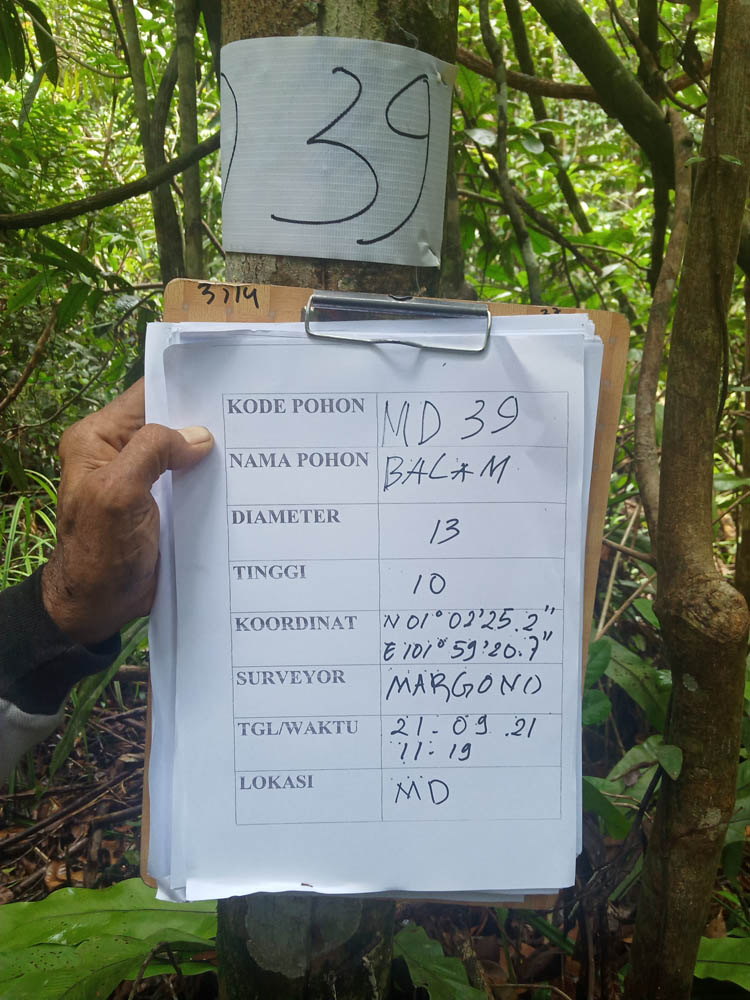 39
KODE POHON MD 39
NAMA POHON BALAM
DIAMETER 13
TINGGI 10
KOORDINAT N 01° 02'25.2"
E 101° 59'20.7"
SURVEYOR MARGONO
TGL/WAKTU 21-09.21
11-19
LOKASI MD